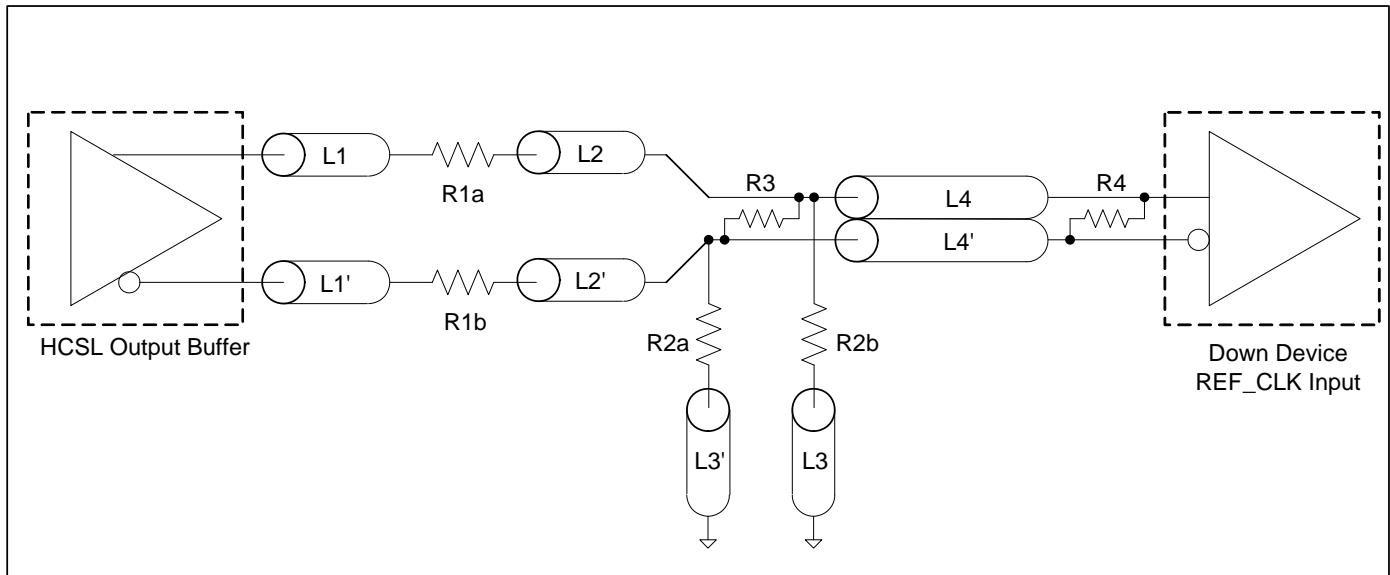 L1
R1a
L2
R3
L4
R4
L4'
L1'
R1b
L2'
HCSL Output Buffer
R2a
R2b
Down Device
REF_CLK Input
L3'
L3